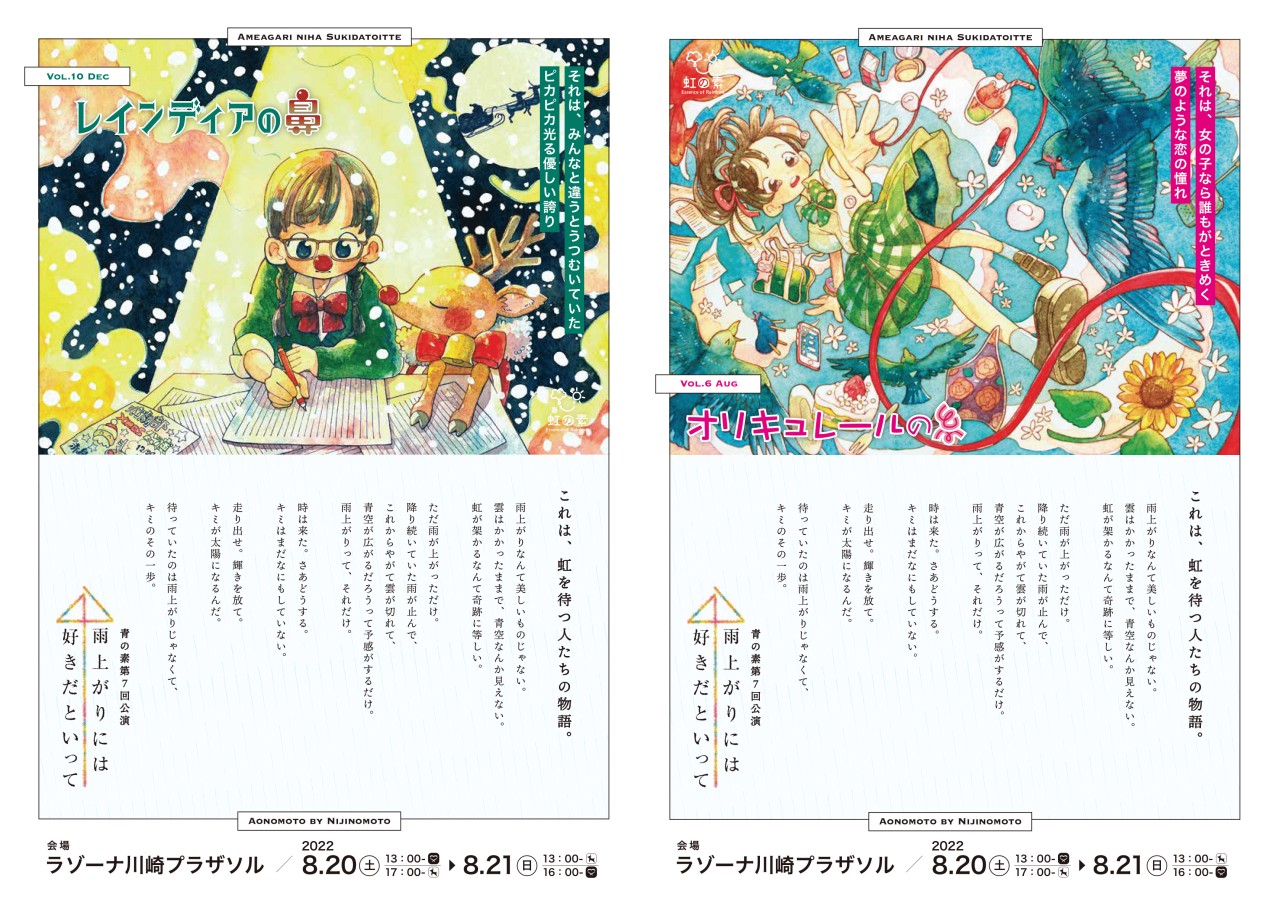 AMEAGARI NIHA SUKIDATOITTE
VOL.10 DEC
レインディアの鼻
それは、みんなと違うとうつむいていた、
ピカピカ光る優しい誇り
虹の素
Essence of Rainbow
これは、虹を待つ人たちの物語。
雨上がりなんて美しいものじゃない。
雲はかかったままで、青空なんか見えない。
虹が架かるなんて奇跡に等しい。
ただ雨が上がっただけ。
降り続いていた雨が止んで、
これからやがて雲が切れて、
青空が広がるだろうって予感がするだけ。
雨上がりって、それだけ。
時は来た。さあどうする。
キミはまだなにもしていない。
走り出せ。輝きを放て。
キミが太陽になるんだ。
待っていたのは雨上がりじゃなくて、
キミのその一歩。
青の素第7回公演
雨上がりには
好きだといって
AONOMOTO BY NIJINOMOTO
会場
ラゾーナ川崎プラザソル
2022
8.20 土 13:00- 17:00-
8.21 日 13:00- 16:00-
AMEAGARI NIHA SUKIDATOITTE
虹の素
Essence of Rainbow
それは、女の子なら誰もがときめく
夢のような恋の憧れ
VOL.6 AUG
オリキュレールの糸
これは、虹を待つ人たちの物語。
雨上がりなんて美しいものじゃない。
雲はかかったままで、青空なんか見えない。
虹が架かるなんて奇跡に等しい。
ただ雨が上がっただけ。
降り続いていた雨が止んで、
これからやがて雲が切れて、
青空が広がるだろうって予感がするだけ。
雨上がりって、それだけ。
時は来た。さあどうする。
キミはまだなにもしていない。
走り出せ。輝きを放て。
キミが太陽になるんだ。
待っていたのは雨上がりじゃなくて、
キミのその一歩。
青の素第7回公演
雨上がりには
好きだといって
AONOMOTO BY NIJINOMOTO
会場
ラゾーナ川崎プラザソル
2022
8.20 土 13:00- 17:00-
8.21 日 13:00- 16:00-